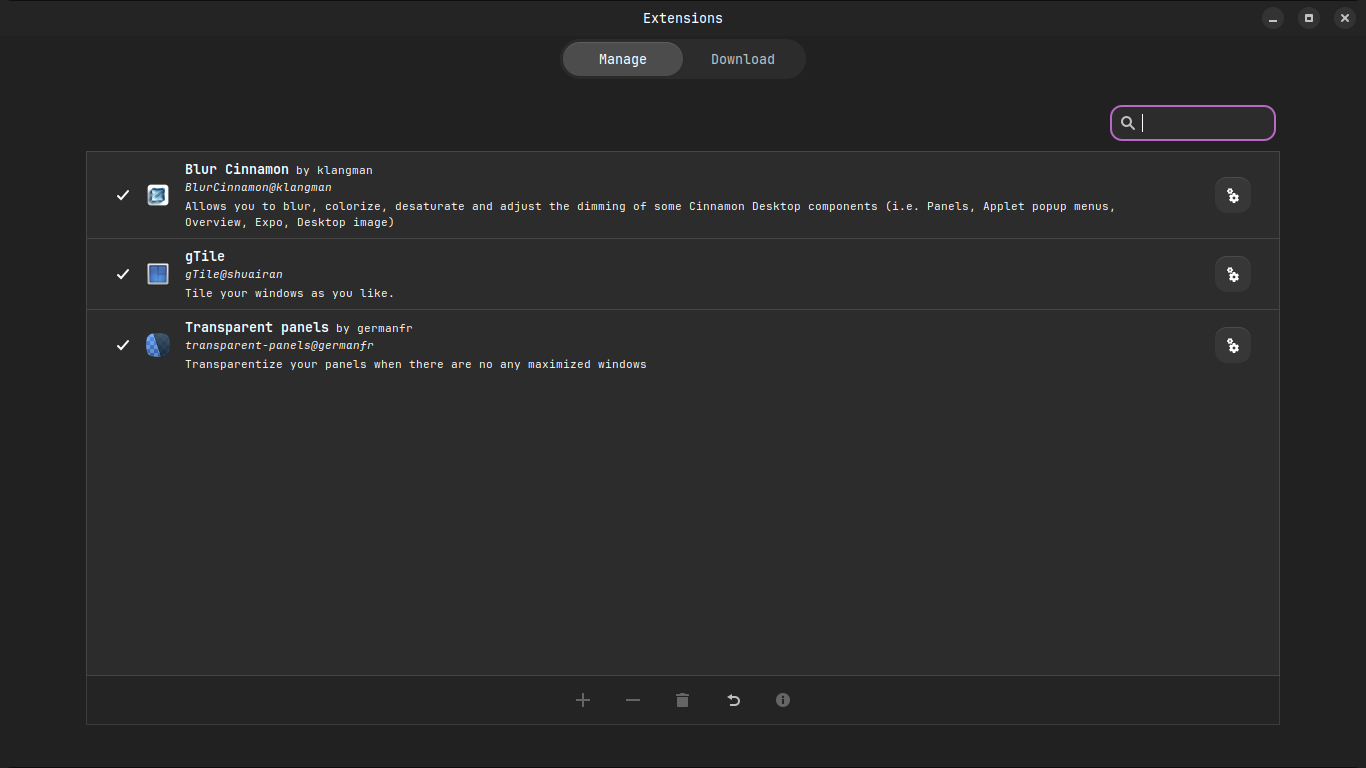 Extensions
Manage
Download
Blur Cinnamon by klangman
BlurCinnamon@klangman
Allows you to blur, colorize, desaturate and adjust the dimming of some Cinnamon Desktop components (i.e. Panels, Applet popup menus,
Overview, Expo, Desktop image)
gTile
gTile@shuairan
Tile your windows as you like.
Transparent panels by germanfr
transparent-panels@germanfr
Transparentize your panels when there are no any maximized windows